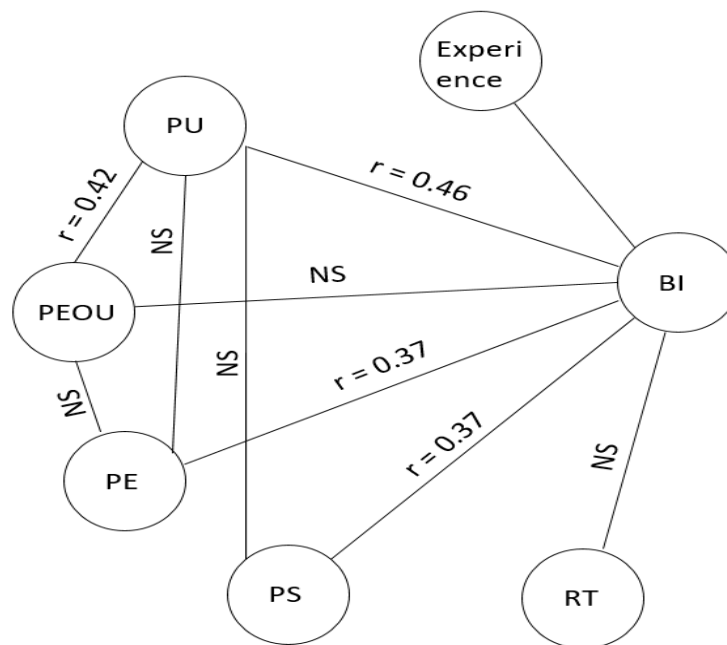 Experi
ence
PU
r = 0.42
r = 0.46
NS
BI
NS
PEOU
NS
r = 0.37
NS
PE
r = 0.37
NS
PS
RT